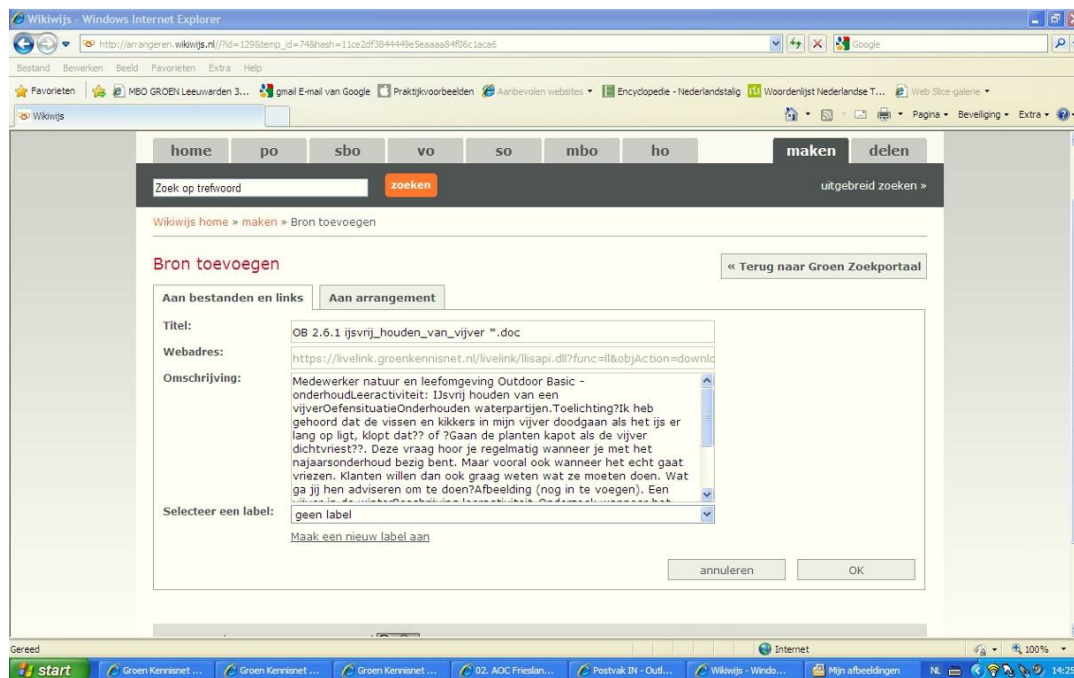 Wikiwijs - Windows Internet Explorer
http://arrangeren.wikiwijs.nl//?id=129&temp_id=74&hash=11ce2df3844449e5eaaaa84f06c1aca6
Google
Bestand Bewerken Beeld Favorieten Extra Help
Favorieten MBO GROEN Leeuwarden 3... gmail E-mail van Google Praktijkvoorbeelden Aanbevolen websites Encyclopedie - Nederlandstalig Woordenlijst Nederlandse T... Web Slice-galerie
Wikiwijs Pagina Beveiliging Extra
home po sbo vo so mbo ho maken delen
Zoek op trefwoord zoeken uitgebreid zoeken »
Wikiwijs home » maken » Bron toevoegen
Bron toevoegen
« Terug naar Groen Zoekportaal
Aan bestanden en links Aan arrangement
Titel: OB 2.6.1 ijsvrij_houden_van_vijver *.doc
Webadres: https://livelink.groenkennisnet.nl/livelink/llisapi.dll?func=ll&objAction=downlo
Omschrijving: Medewerker natuur en leefomgeving Outdoor Basic -
onderhoudLeeractiviteit: IJsvrij houden van een
vijverOefensituatieOnderhouden waterpartijen.Toelichting?Ik heb
gehoord dat de vissen en kikkers in mijn vijver doodgaan als het ijs er
lang op ligt, klopt dat?? of ?Gaan de planten kapot als de vijver
dichtvriest??. Deze vraag hoor je regelmatig wanneer je met het
najaarsonderhoud bezig bent. Maar vooral ook wanneer het echt gaat
vriezen. Klanten willen dan ook graag weten wat ze moeten doen. Wat
ga jij hen adviseren om te doen?Afbeelding (nog in te voegen). Een
Selecteer een label: geen label
Maak een nieuw label aan
annuleren OK
Gereed Internet 100%
start Groen Kennisnet ... Groen Kennisnet ... Groen Kennisnet ... 02. AOC Frieslan... Postvak IN - Outl... Wikiwijs - Windo... Mijn afbeeldingen NL 14:25